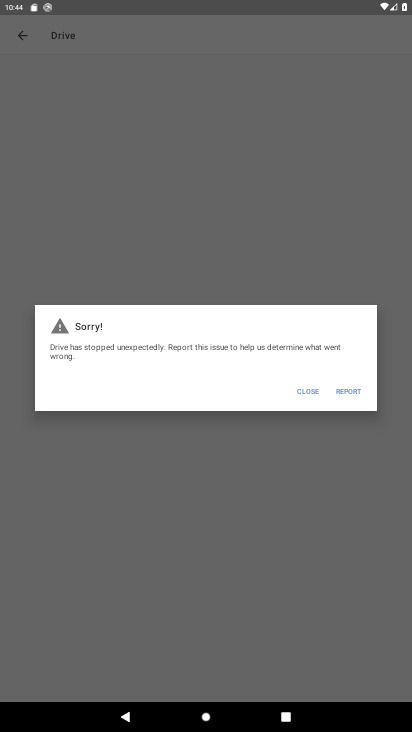 10:44
Drive
Sorry!
Drive has stopped unexpectedly. Report this issue to help us determine what went
wrong.
CLOSE REPORT